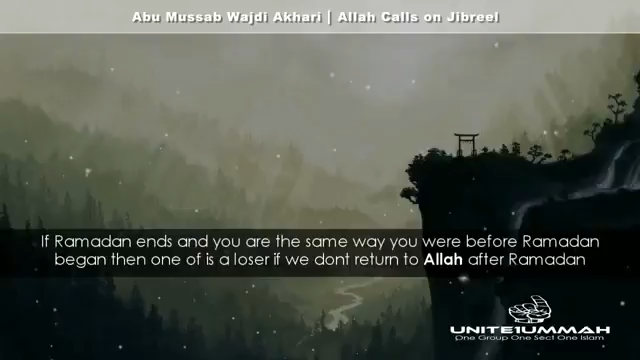 Abu Mussab Wajdi Akhari | Allah Calls on Jibreel
If Ramadan ends and you are the same way you were before Ramadan
began then one of is a loser if we dont return to Allah after Ramadan
UNITE1UMMAH
One Group One Sect One Islam